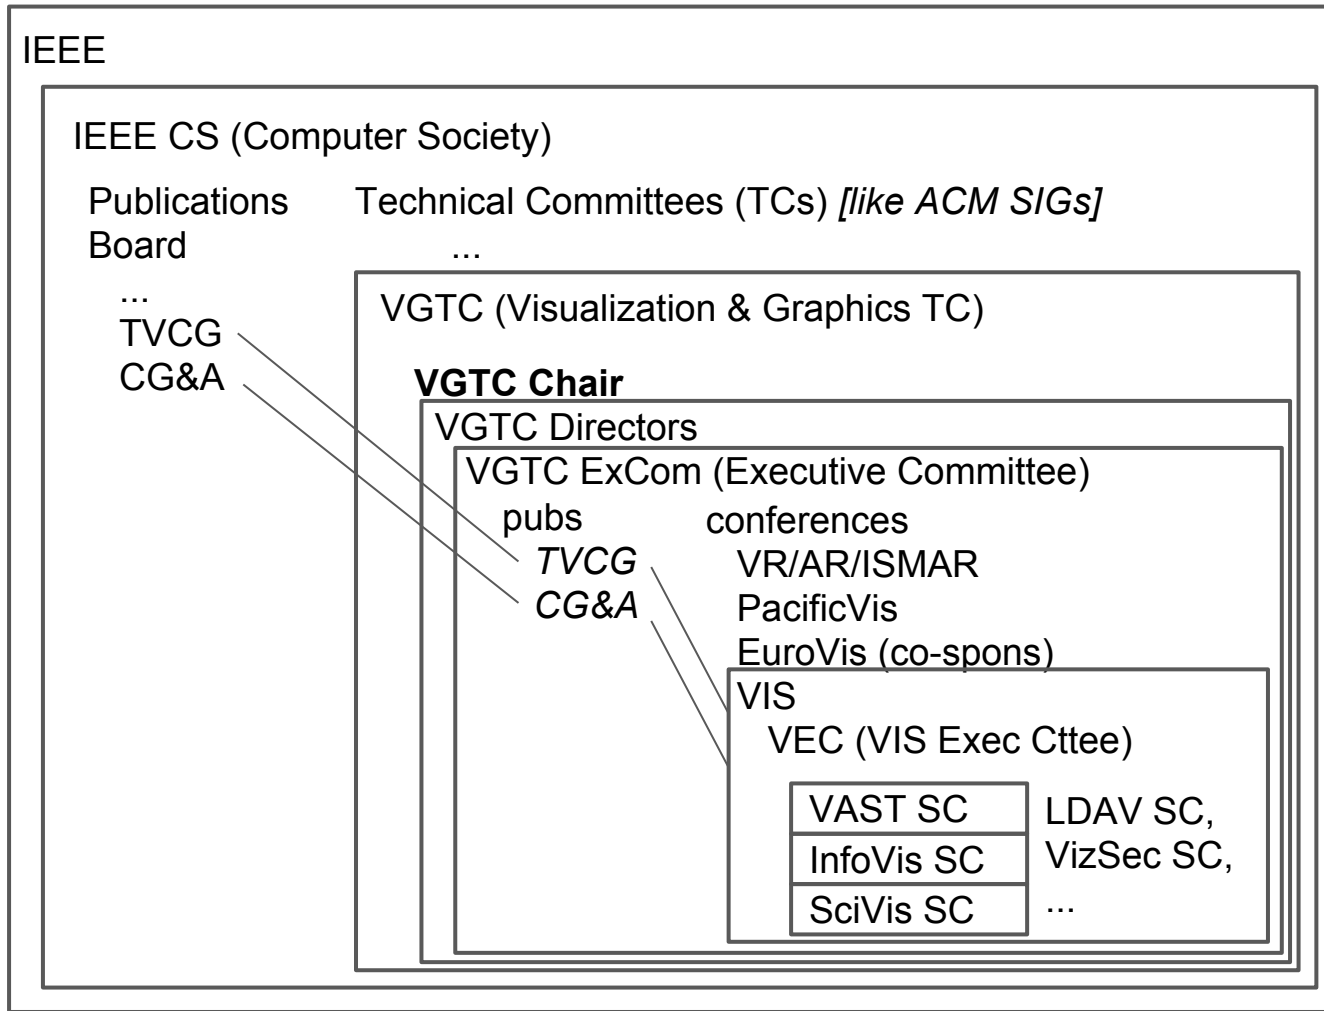 IEEE
IEEE CS (Computer Society)
Publications
Board
...
TVCG
CG&A
Technical Committees (TCs) [like ACM SIGs]
...
VGTC (Visualization & Graphics TC)
VGTC Chair
VGTC Directors
VGTC ExCom (Executive Committee)
pubs
TVCG
CG&A
conferences
VR/AR/ISMAR
PacificVis
EuroVis (co-spons)
VIS
VEC (VIS Exec Cttee)
VAST SC
InfoVis SC
SciVis SC
LDAV SC,
VizSec SC,
...